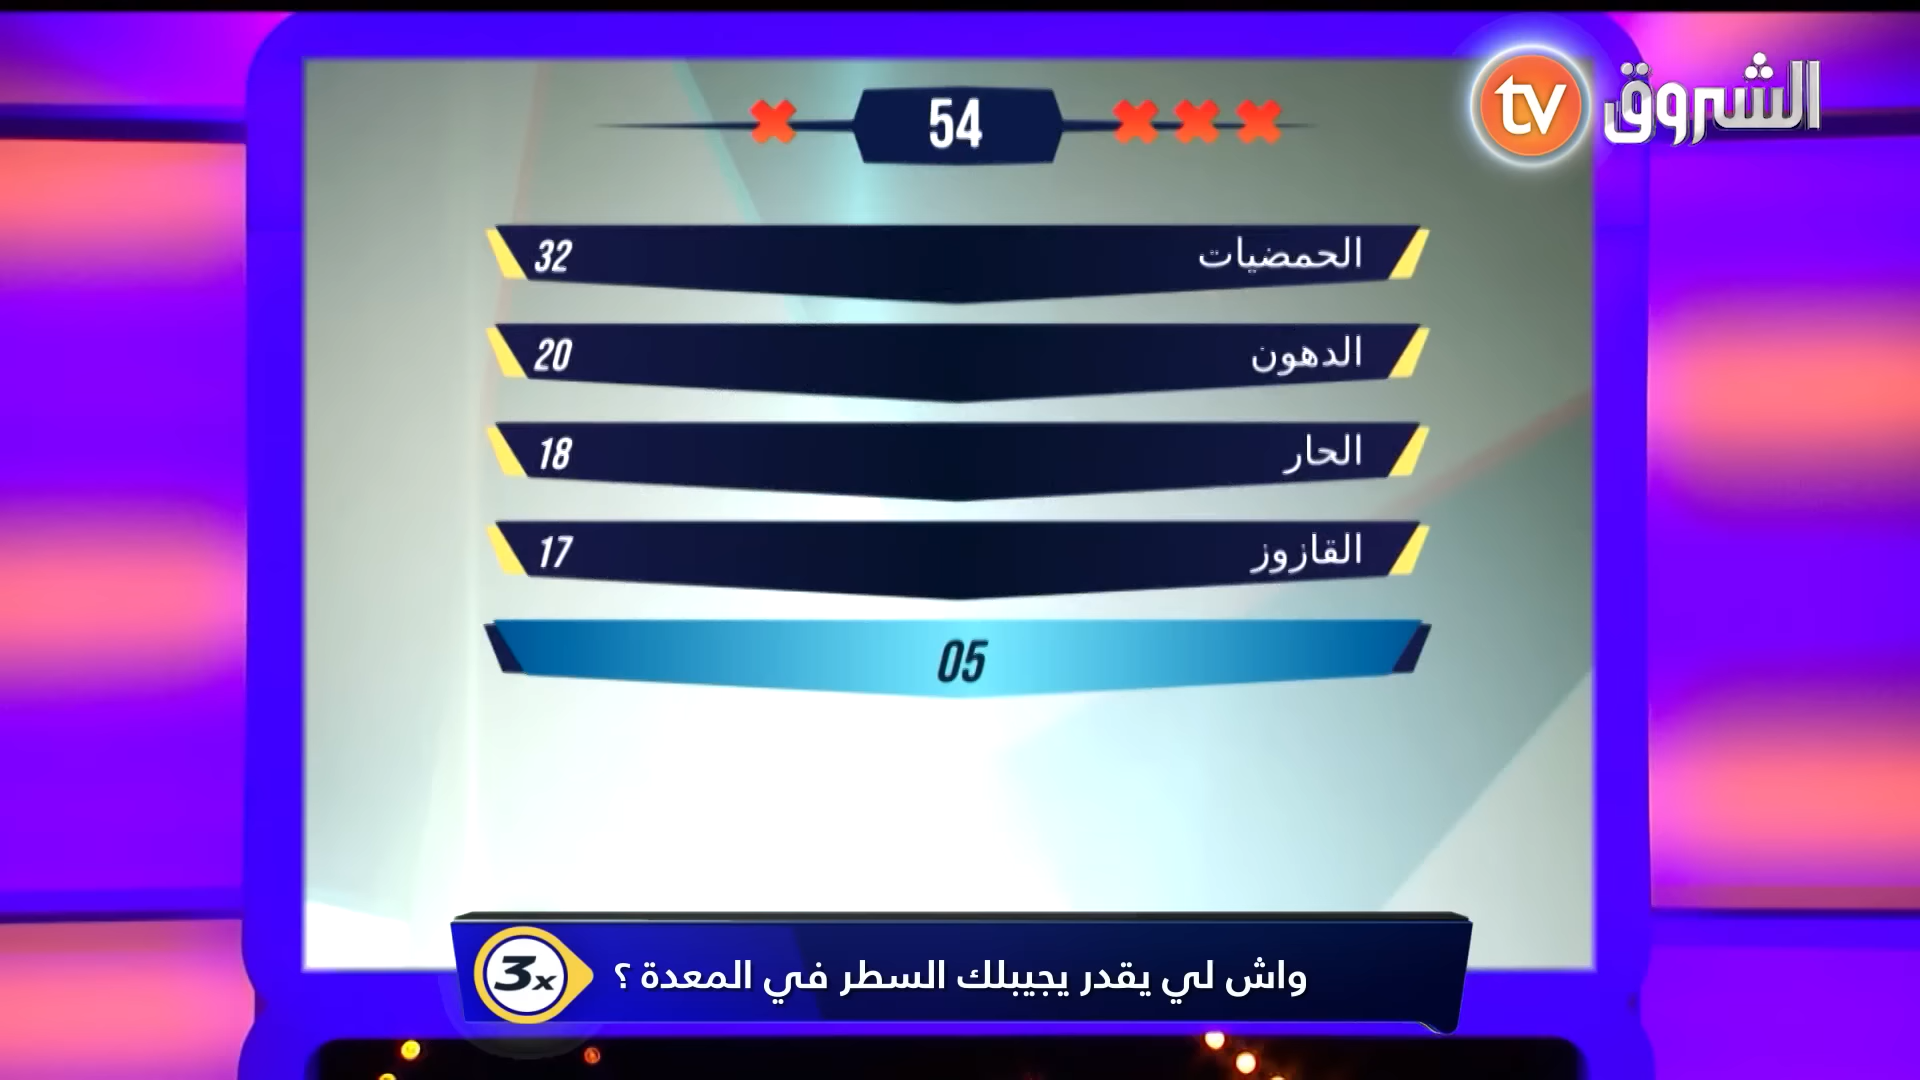 الشروق tv
54
الحمضيات 32
الدهون 20
الحار 18
القازوز 17
05
واش لي يقدر يجيبلك السطر في المعدة ؟ 3x